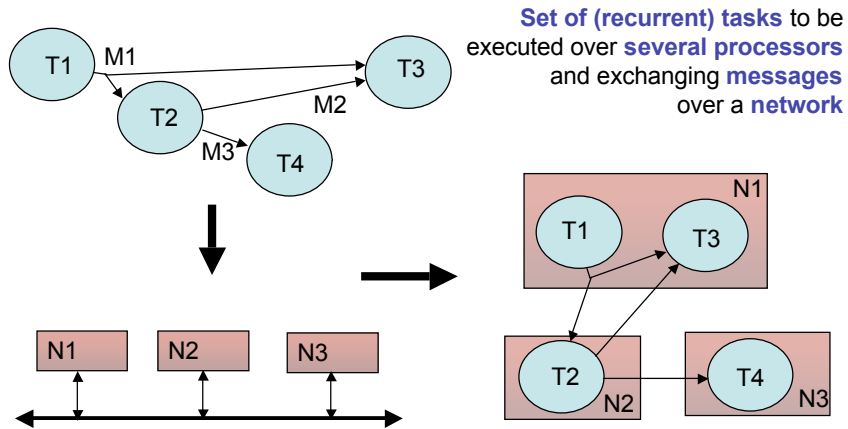 Set of (recurrent) tasks to be
executed over several processors
and exchanging messages
over a network
T1
M1
T3
T2
M2
M3
T4
N1
T1
T3
N1
N2
N3
T2
N2
T4
N3